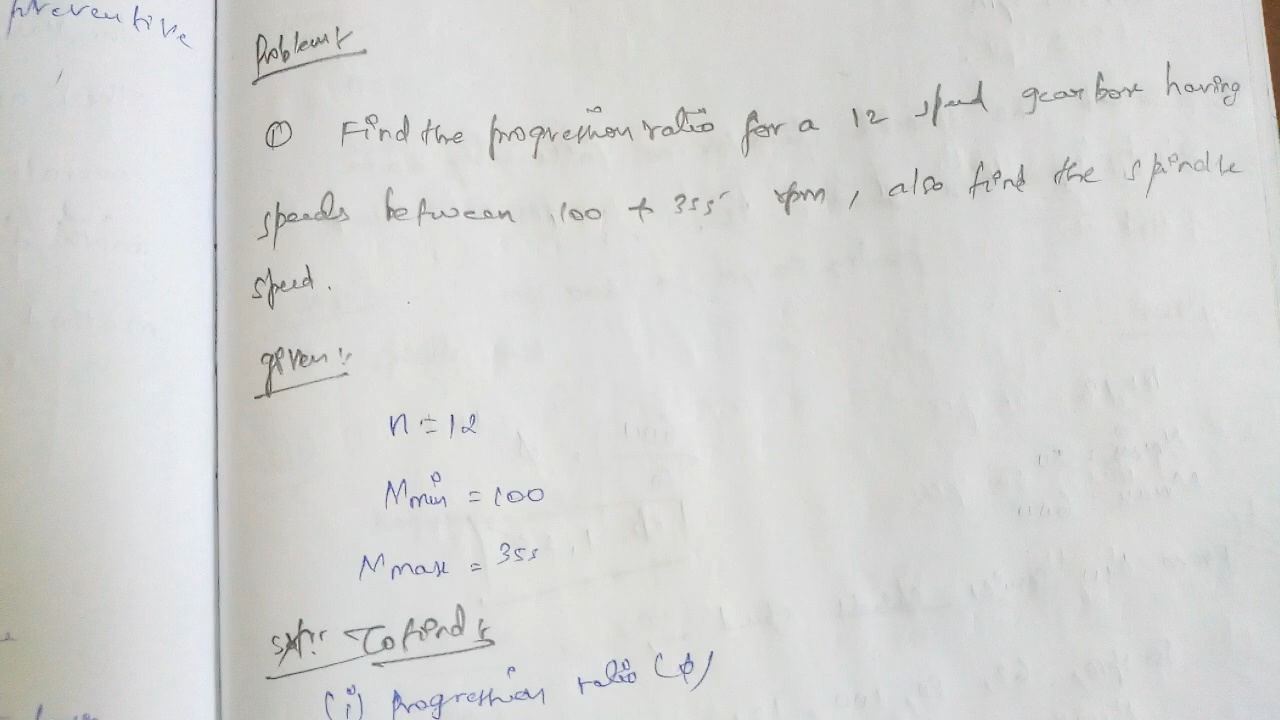 preventive
Problem:
① Find the progression ratio for a 12 speed gear box having
speeds between 100 + 355 rpm, also find the spindle
speed.
given:
n = 12
Nmin = 100
Nmax = 355
To find:
(i) progression ratio (ϕ)